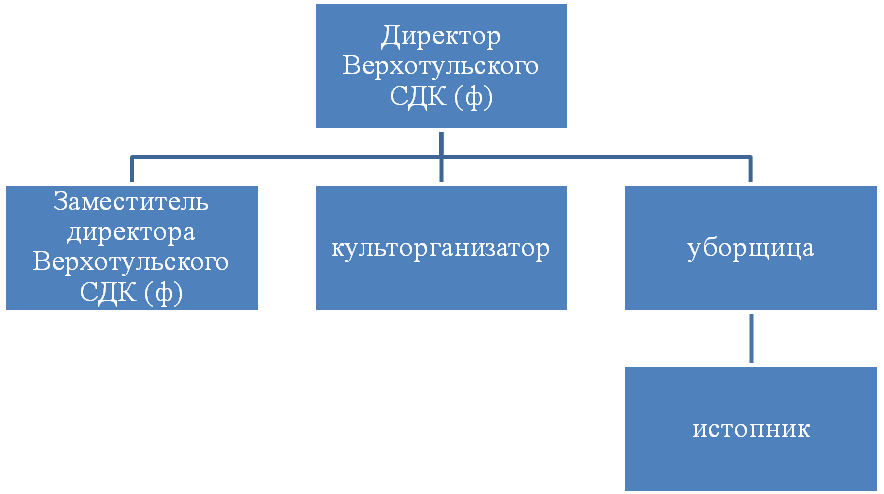 Директор
Верхотульского
СДК (ф)
Заместитель
директора
Верхотульского
СДК (ф)
культорганизатор
уборщица
истопник